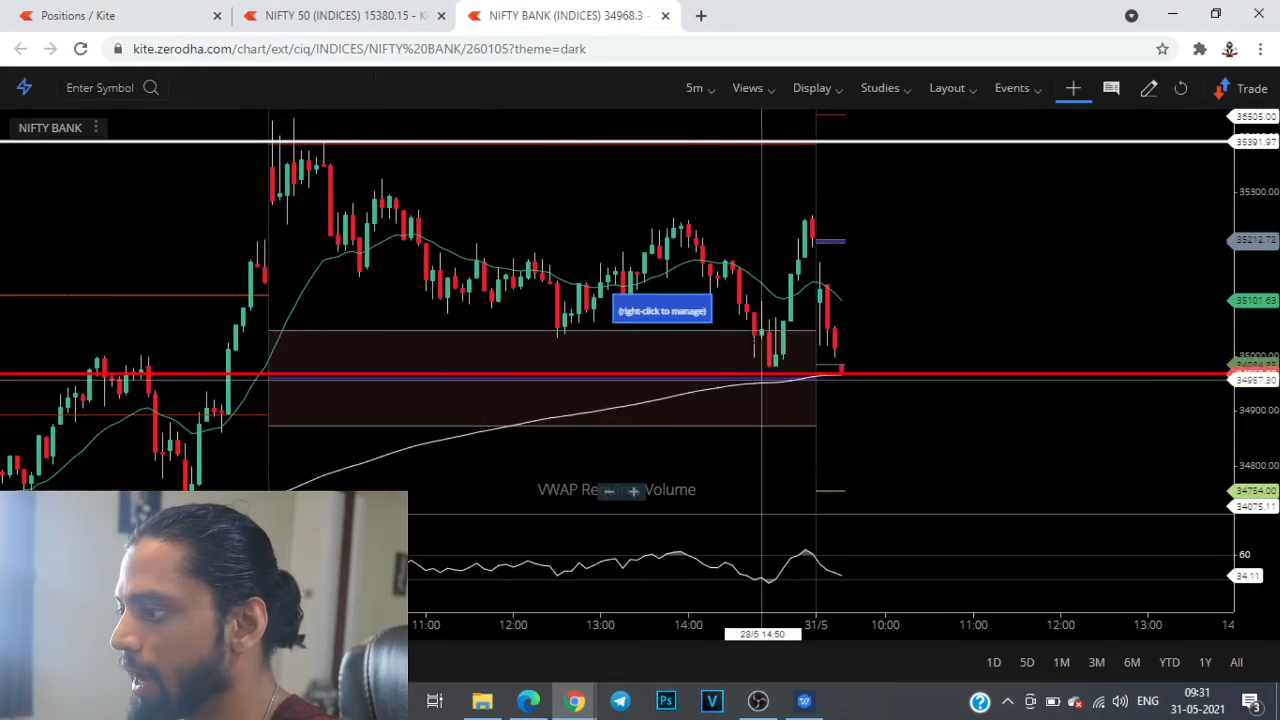 Positions / Kite
NIFTY 50 (INDICES) 15380.15 - Ki
NIFTY BANK (INDICES) 34968.3 -
kite.zerodha.com/chart/ext/ciq/INDICES/NIFTY%20BANK/260105?theme=dark
Enter Symbol
5m
Views
Display
Studies
Layout
Events
Trade
NIFTY BANK
36505.00
35391.97
35300.00
35212.72
35101.63
(right-click to manage)
35000.00
34957.30
34900.00
34800.00
VWAP Requires Volume
34754.00
34075.11
60
34.11
11:00 12:00 13:00 14:00 31/5 10:00 11:00 12:00 13:00 14
28/5 14:50
1D 5D 1M 3M 6M YTD 1Y All
Ps
V
ENG
09:31
31-05-2021
3